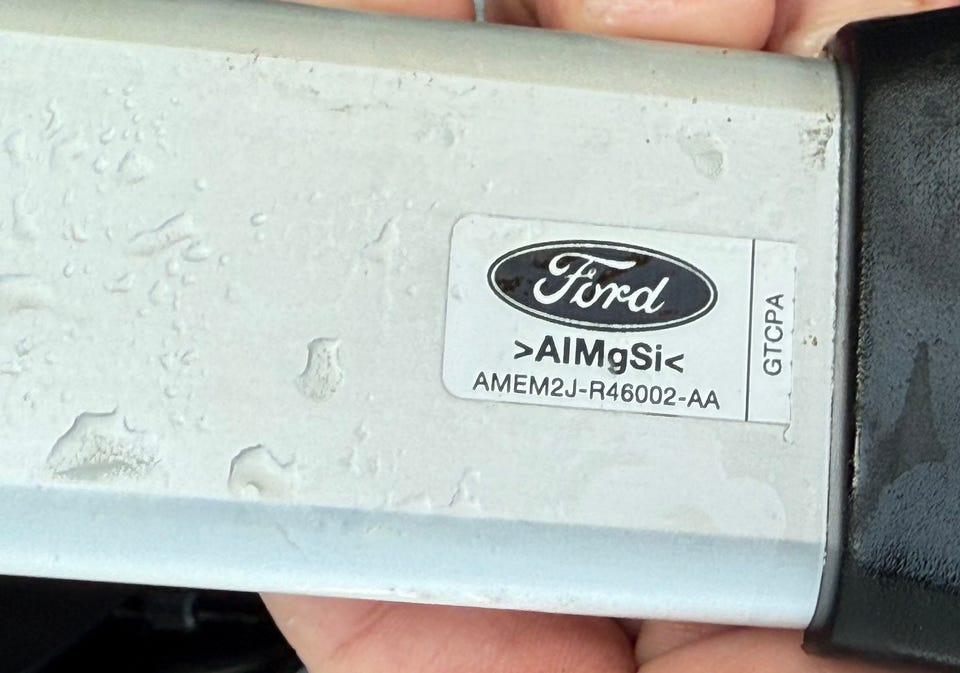 Ford
>AlMgSi<
AMEM2J-R46002-AA
GTCPA